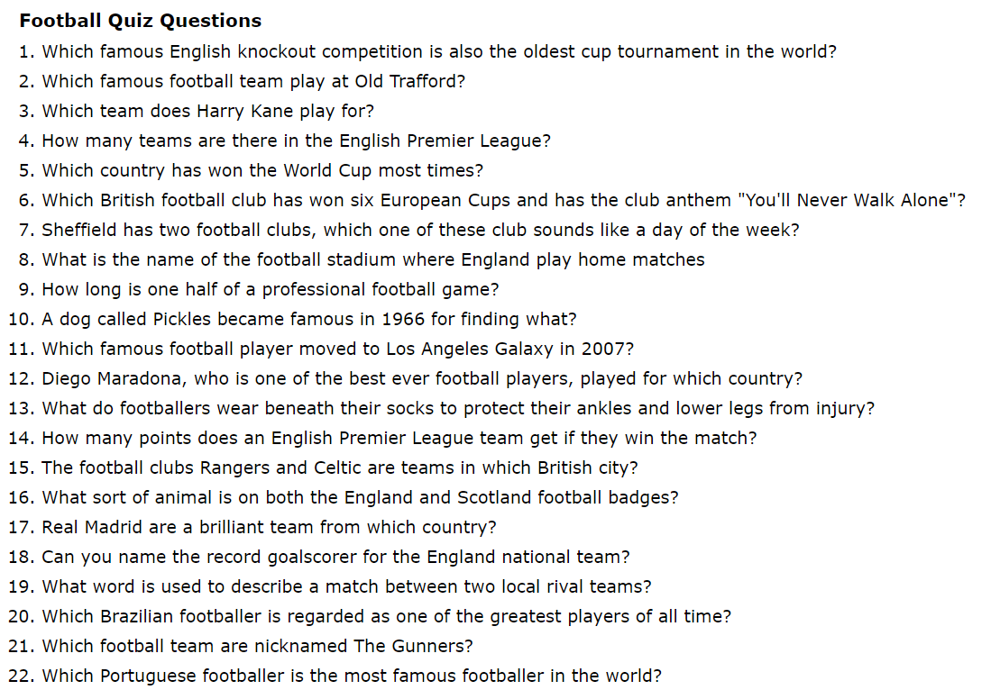 Football Quiz Questions
1. Which famous English knockout competition is also the oldest cup tournament in the world?
2. Which famous football team play at Old Trafford?
3. Which team does Harry Kane play for?
4. How many teams are there in the English Premier League?
5. Which country has won the World Cup most times?
6. Which British football club has won six European Cups and has the club anthem "You'll Never Walk Alone"?
7. Sheffield has two football clubs, which one of these club sounds like a day of the week?
8. What is the name of the football stadium where England play home matches
9. How long is one half of a professional football game?
10. A dog called Pickles became famous in 1966 for finding what?
11. Which famous football player moved to Los Angeles Galaxy in 2007?
12. Diego Maradona, who is one of the best ever football players, played for which country?
13. What do footballers wear beneath their socks to protect their ankles and lower legs from injury?
14. How many points does an English Premier League team get if they win the match?
15. The football clubs Rangers and Celtic are teams in which British city?
16. What sort of animal is on both the England and Scotland football badges?
17. Real Madrid are a brilliant team from which country?
18. Can you name the record goalscorer for the England national team?
19. What word is used to describe a match between two local rival teams?
20. Which Brazilian footballer is regarded as one of the greatest players of all time?
21. Which football team are nicknamed The Gunners?
22. Which Portuguese footballer is the most famous footballer in the world?